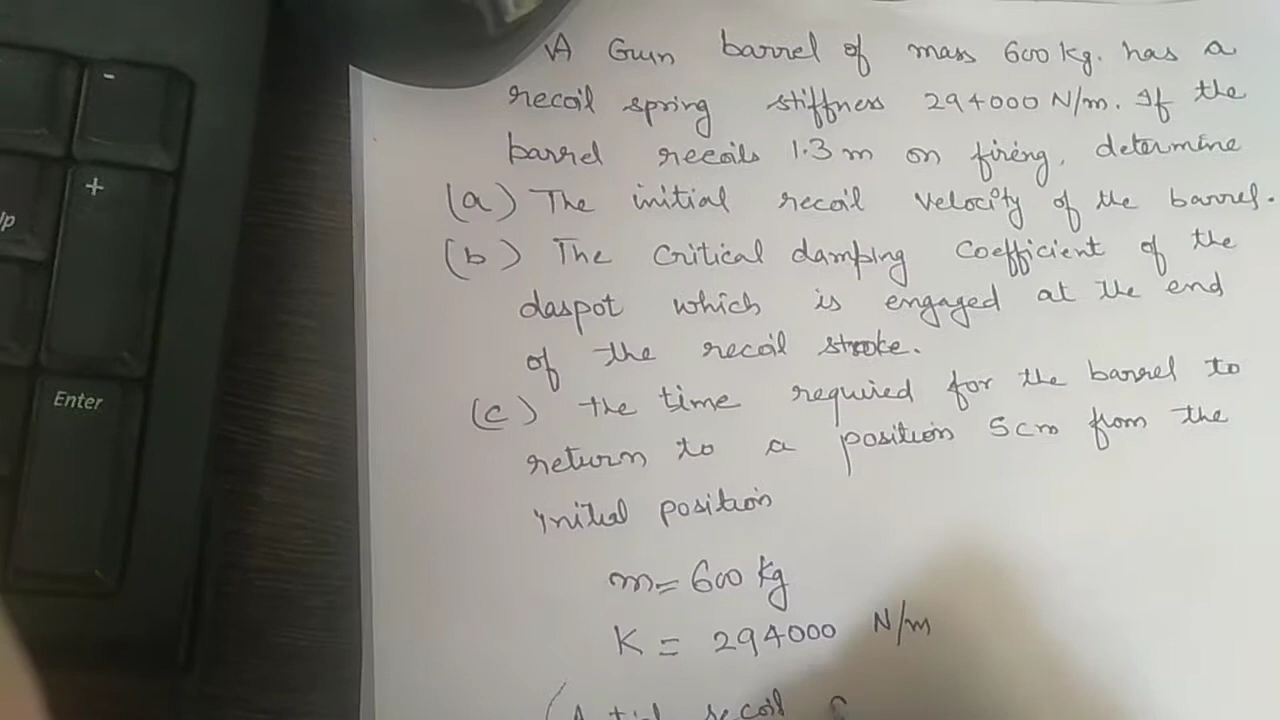 -
+
Enter
A Gun barrel of mass 600 kg. has a
recoil spring stiffness 294000 N/m. If the
barrel recoils 1.3 m on firing, determine
(a) The initial recoil velocity of the barrel.
(b) The critical damping coefficient of the
daspot which is engaged at the end
of the recoil stroke.
(c) the time required for the barrel to
return to a position 5cm from the
initial position
m = 600 kg
K = 294000 N/m
recoil